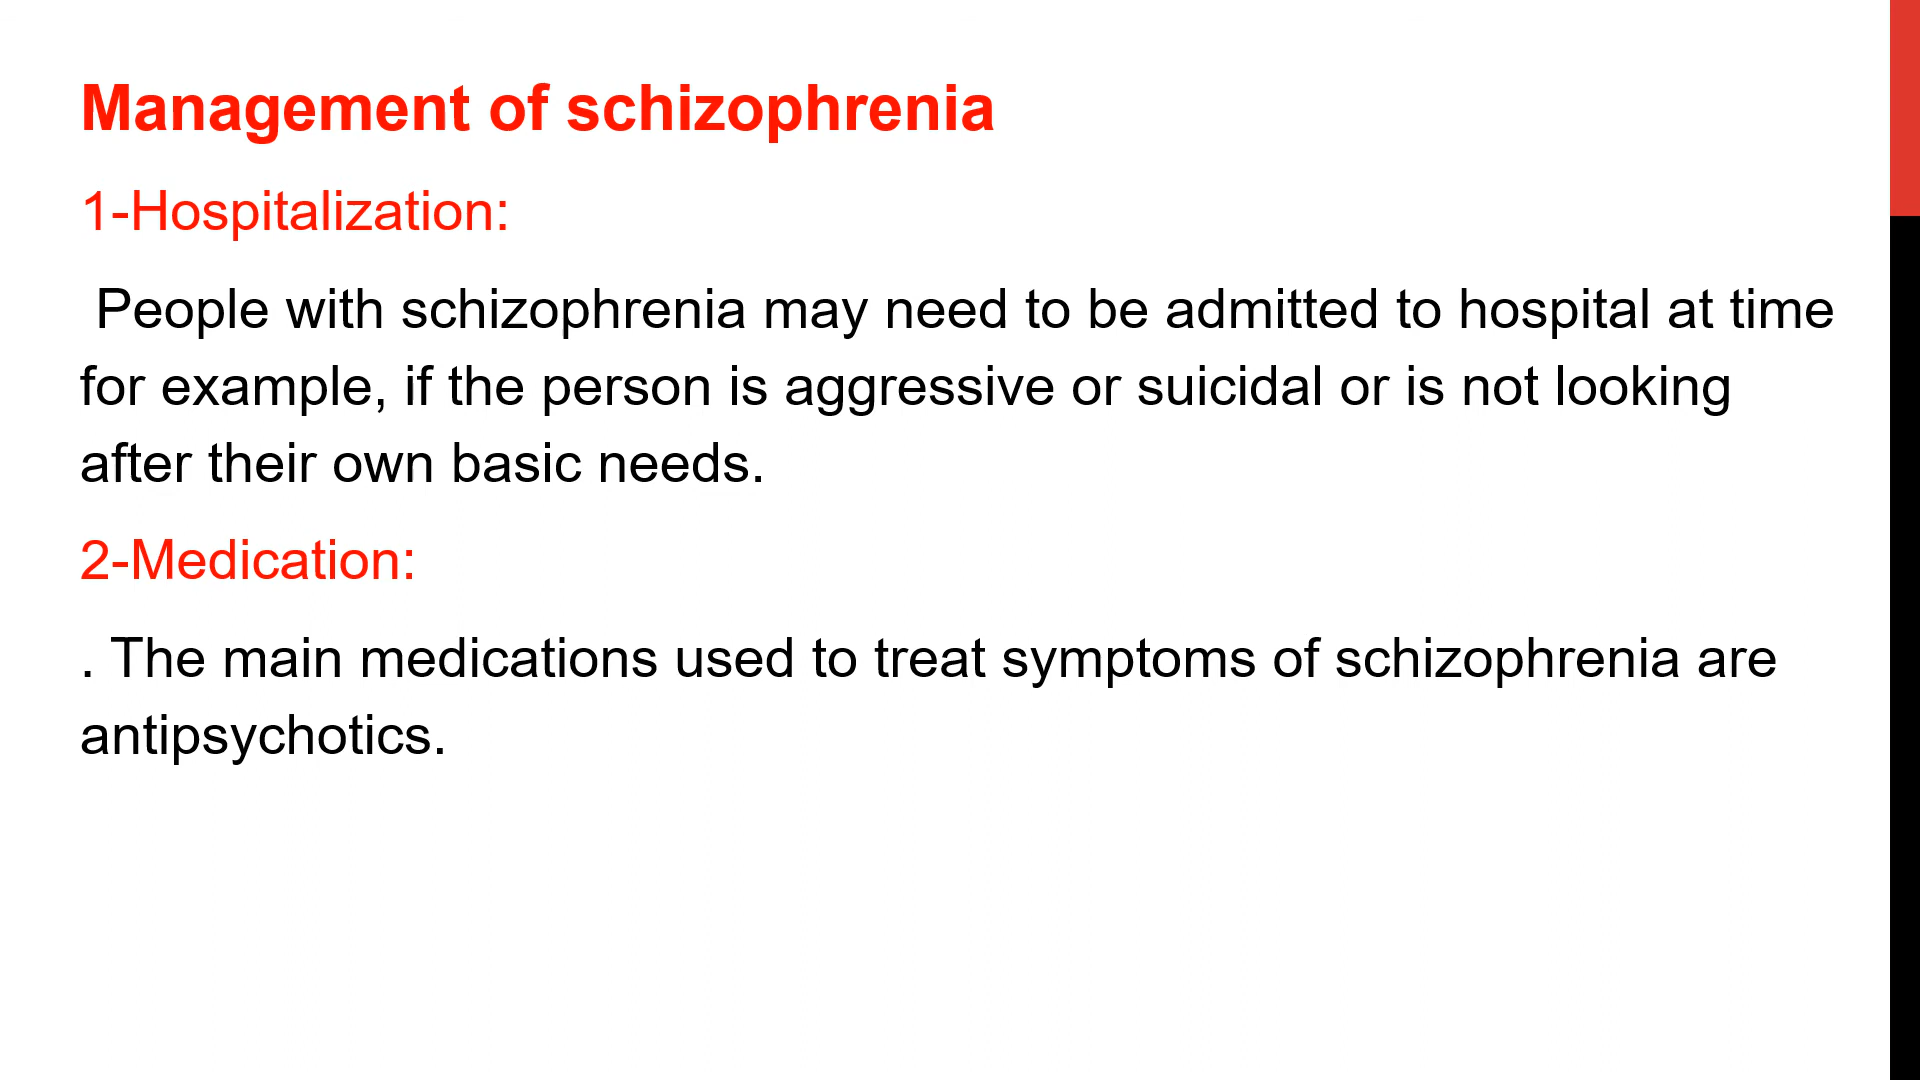 Management of schizophrenia
1-Hospitalization:
People with schizophrenia may need to be admitted to hospital at time
for example, if the person is aggressive or suicidal or is not looking
after their own basic needs.
2-Medication:
. The main medications used to treat symptoms of schizophrenia are
antipsychotics.